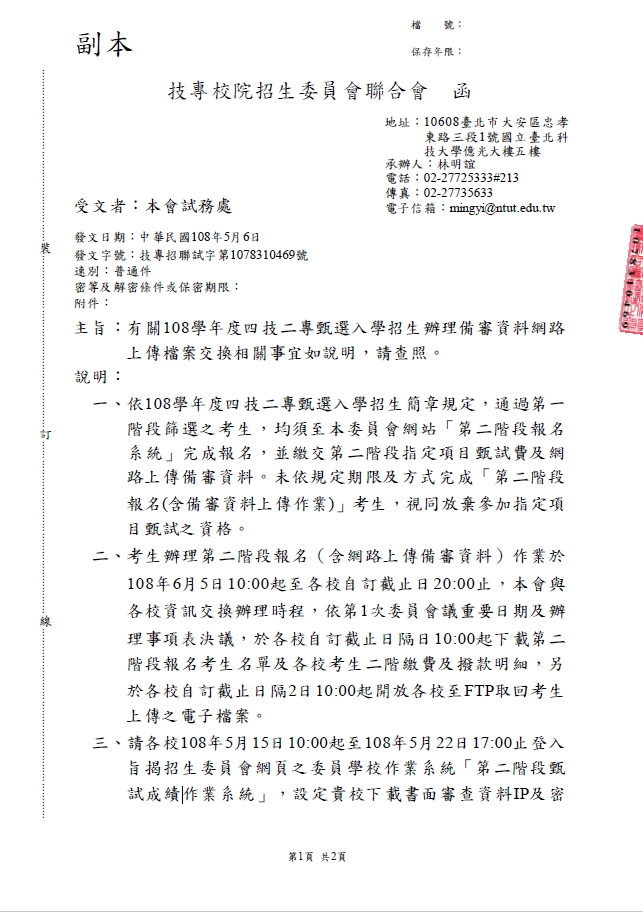 檔　　號：
保存年限：
副本
技專校院招生委員會聯合會　函
地址：10608臺北市大安區忠孝
東路三段1號國立臺北科
技大學億光大樓五樓
承辦人：林明誼
電話：02-27725333#213
傳真：02-27735633
電子信箱：mingyi@ntut.edu.tw
受文者：本會試務處
發文日期：中華民國108年5月6日
發文字號：技專招聯試字第1078310469號
速別：普通件
密等及解密條件或保密期限：
附件：
主旨：有關108學年度四技二專甄選入學招生辦理備審資料網路
上傳檔案交換相關事宜如說明，請查照。
說明：
一、依108學年度四技二專甄選入學招生簡章規定，通過第一
階段篩選之考生，均須至本委員會網站「第二階段報名
系統」完成報名，並繳交第二階段指定項目甄試費及網
路上傳備審資料。未依規定期限及方式完成「第二階段
報名(含備審資料上傳作業)」考生，視同放棄參加指定項
目甄試之資格。
二、考生辦理第二階段報名（含網路上傳備審資料）作業於
108年6月5日10:00起至各校自訂截止日20:00止，本會與
各校資訊交換辦理時程，依第1次委員會議重要日期及辦
理事項表決議，於各校自訂截止日隔日10:00起下載第二
階段報名考生名單及各校考生二階繳費及撥款明細，另
於各校自訂截止日隔2日10:00起開放各校至FTP取回考生
上傳之電子檔案。
三、請各校108年5月15日10:00起至108年5月22日17:00止登入
旨揭招生委員會網頁之委員學校作業系統「第二階段甄
試成績作業系統」，設定貴校下載書面審查資料IP及密
裝
訂
線
第1頁 共2頁